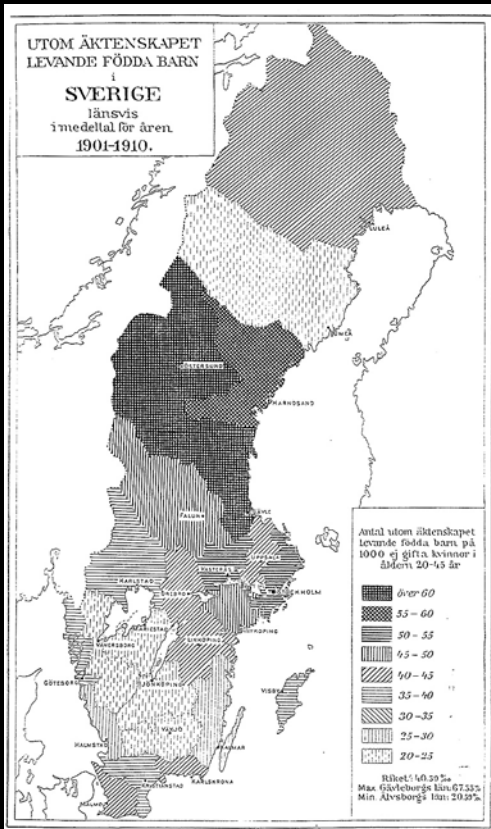 UTOM ÄKTENSKAPET
LEVANDE FÖDDA BARN
i
SVERIGE
länsvis
i medeltal för åren
1901-1910.
LULEÅ
UMEÅ
ÖSTERSUND
HÄRNÖSAND
GÄVLE
FALUN
UPPSALA
VÄSTERÅS
KARLSTAD
ÖREBRO
STOCKHOLM
NYKÖPING
MARIESTAD
VÄNERSBORG
LINKÖPING
GÖTEBORG
JÖNKÖPING
VISBY
VÄXJÖ
HALMSTAD
KALMAR
KARLSKRONA
KRISTIANSTAD
MALMÖ
Antal utom äktenskapet
levande födda barn på
1000 ej gifta kvinnor i
åldern 20-45 år
över 60
55-60
50-55
45-50
40-45
35-40
30-35
25-30
20-25
Riket: 40.59 ‰
Max Gävleborgs län: 67.55 ‰
Min Älvsborgs län: 20.59 ‰